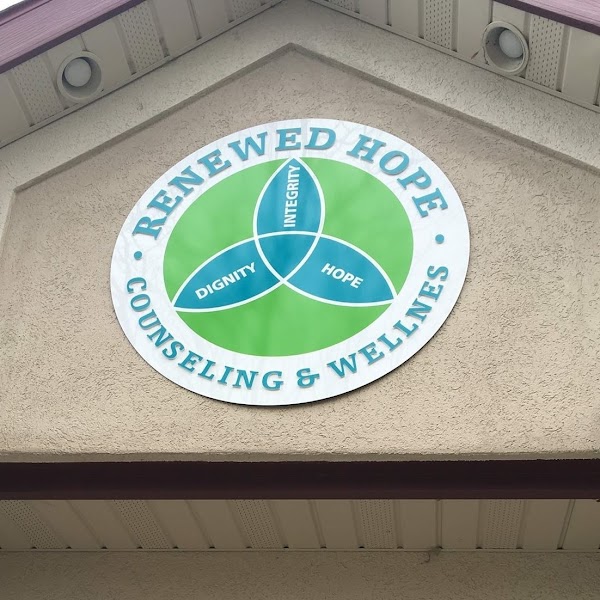 RENEWED HOPE
INTEGRITY
DIGNITY
HOPE
• COUNSELING & WELLNES •